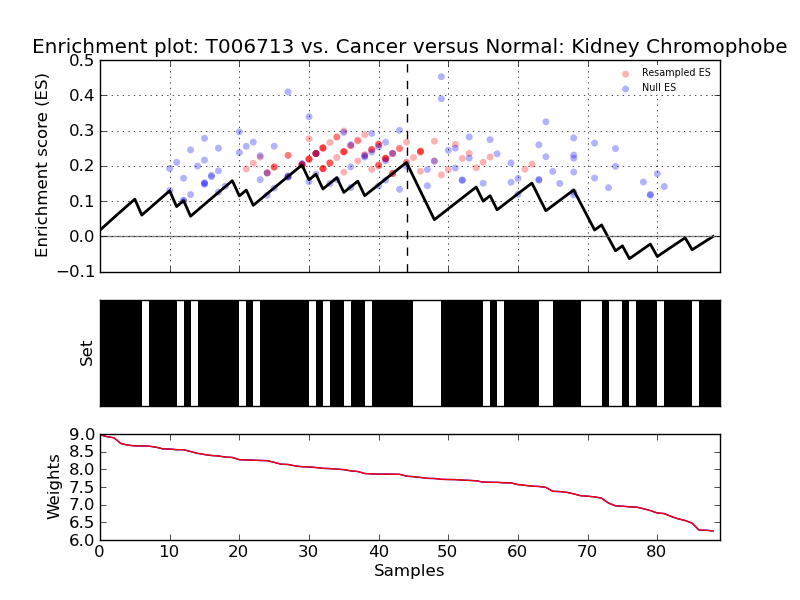 Enrichment plot: T006713 vs. Cancer versus Normal: Kidney Chromophobe
0.5
0.4
0.3
0.2
0.1
0.0
−0.1
Enrichment score (ES)
Resampled ES
Null ES
Set
9.0
8.5
8.0
7.5
7.0
6.5
6.0
Weights
0 10 20 30 40 50 60 70 80
Samples